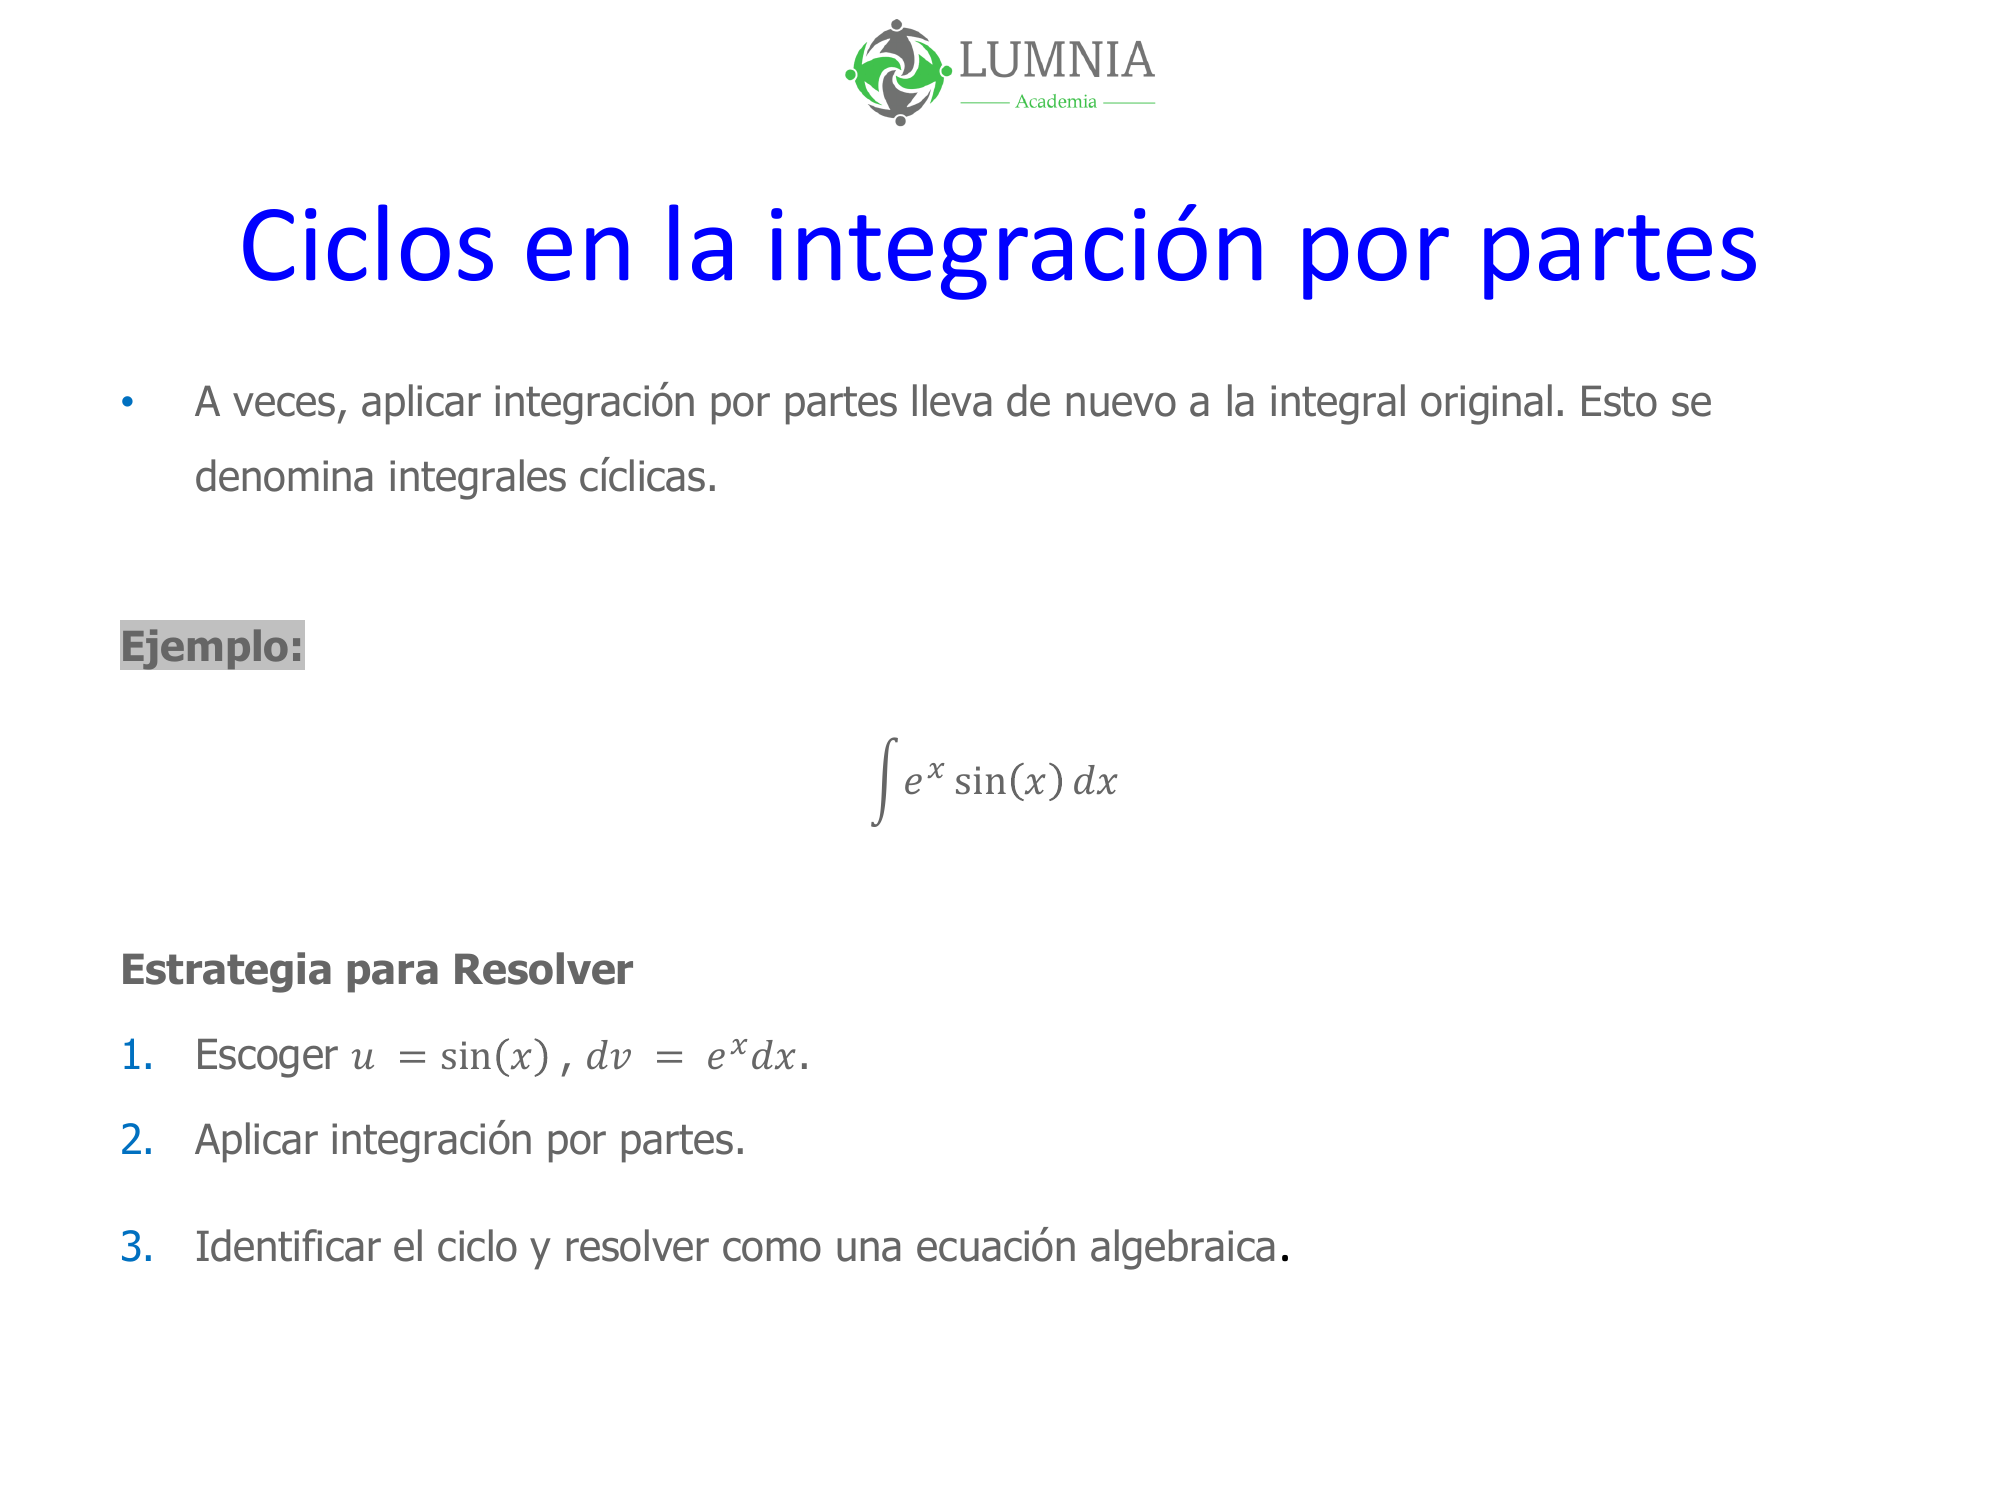 LUMNIA
Academia
Ciclos en la integración por partes
• A veces, aplicar integración por partes lleva de nuevo a la integral original. Esto se
denomina integrales cíclicas.
Ejemplo:
∫ eˣ sin(x) dx
Estrategia para Resolver
1. Escoger u = sin(x) , dv = eˣdx.
2. Aplicar integración por partes.
3. Identificar el ciclo y resolver como una ecuación algebraica.